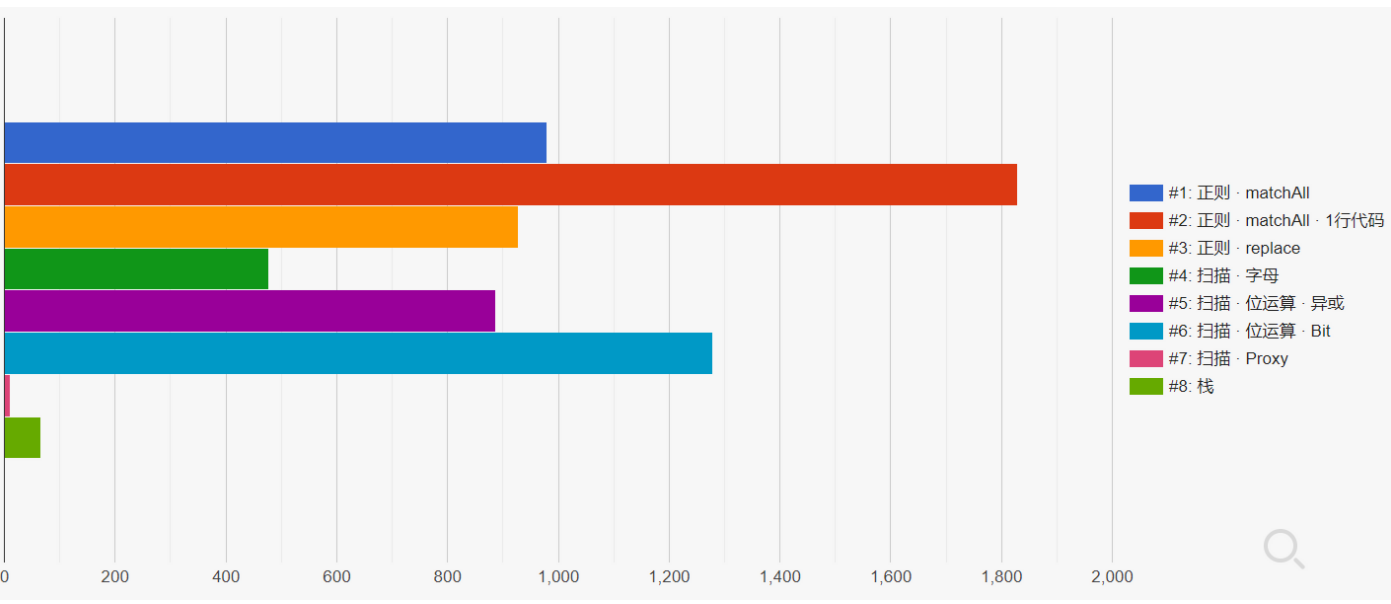 #1: 正则 · matchAll
#2: 正则 · matchAll · 1行代码
#3: 正则 · replace
#4: 扫描 · 字母
#5: 扫描 · 位运算 · 异或
#6: 扫描 · 位运算 · Bit
#7: 扫描 · Proxy
#8: 栈
0 200 400 600 800 1,000 1,200 1,400 1,600 1,800 2,000